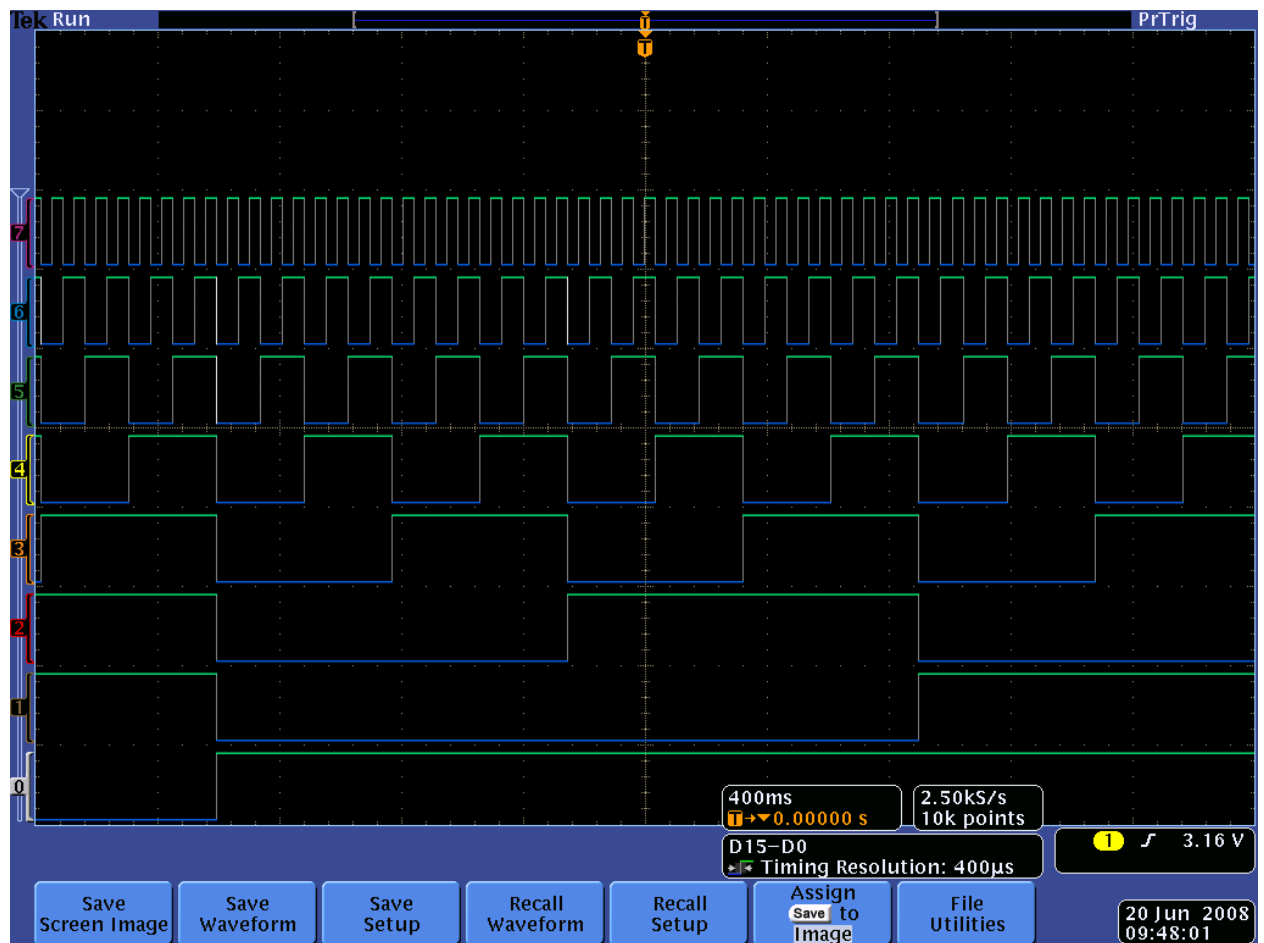 Tek Run PrTrig
T
T
7
6
5
4
3
2
1
0
400ms
T→▼0.00000 s
2.50kS/s
10k points
D15-D0
Timing Resolution: 400µs
1 3.16 V
Save
Screen Image
Save
Waveform
Save
Setup
Recall
Waveform
Recall
Setup
Assign
Save to
Image
File
Utilities
20 Jun 2008
09:48:01